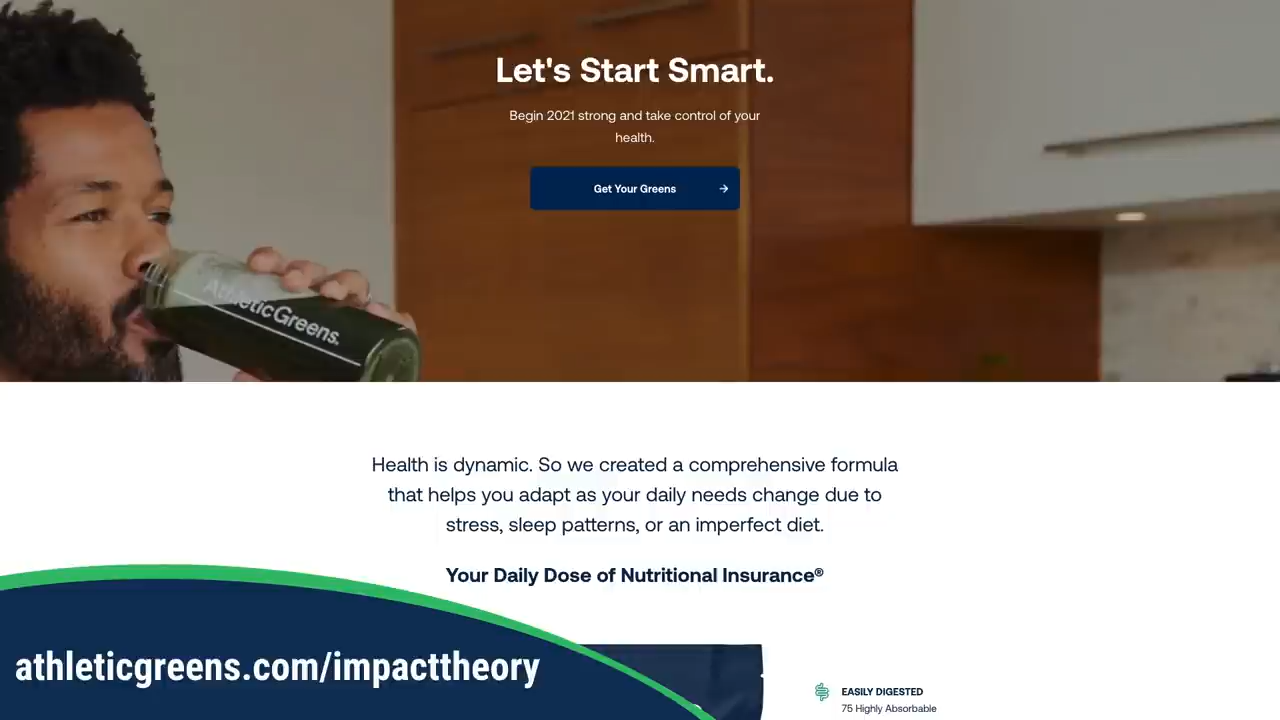 Let's Start Smart.
Begin 2021 strong and take control of your
health.
Get Your Greens
AthleticGreens.
Health is dynamic. So we created a comprehensive formula
that helps you adapt as your daily needs change due to
stress, sleep patterns, or an imperfect diet.
Your Daily Dose of Nutritional Insurance®
athleticgreens.com/impacttheory
EASILY DIGESTED
75 Highly Absorbable